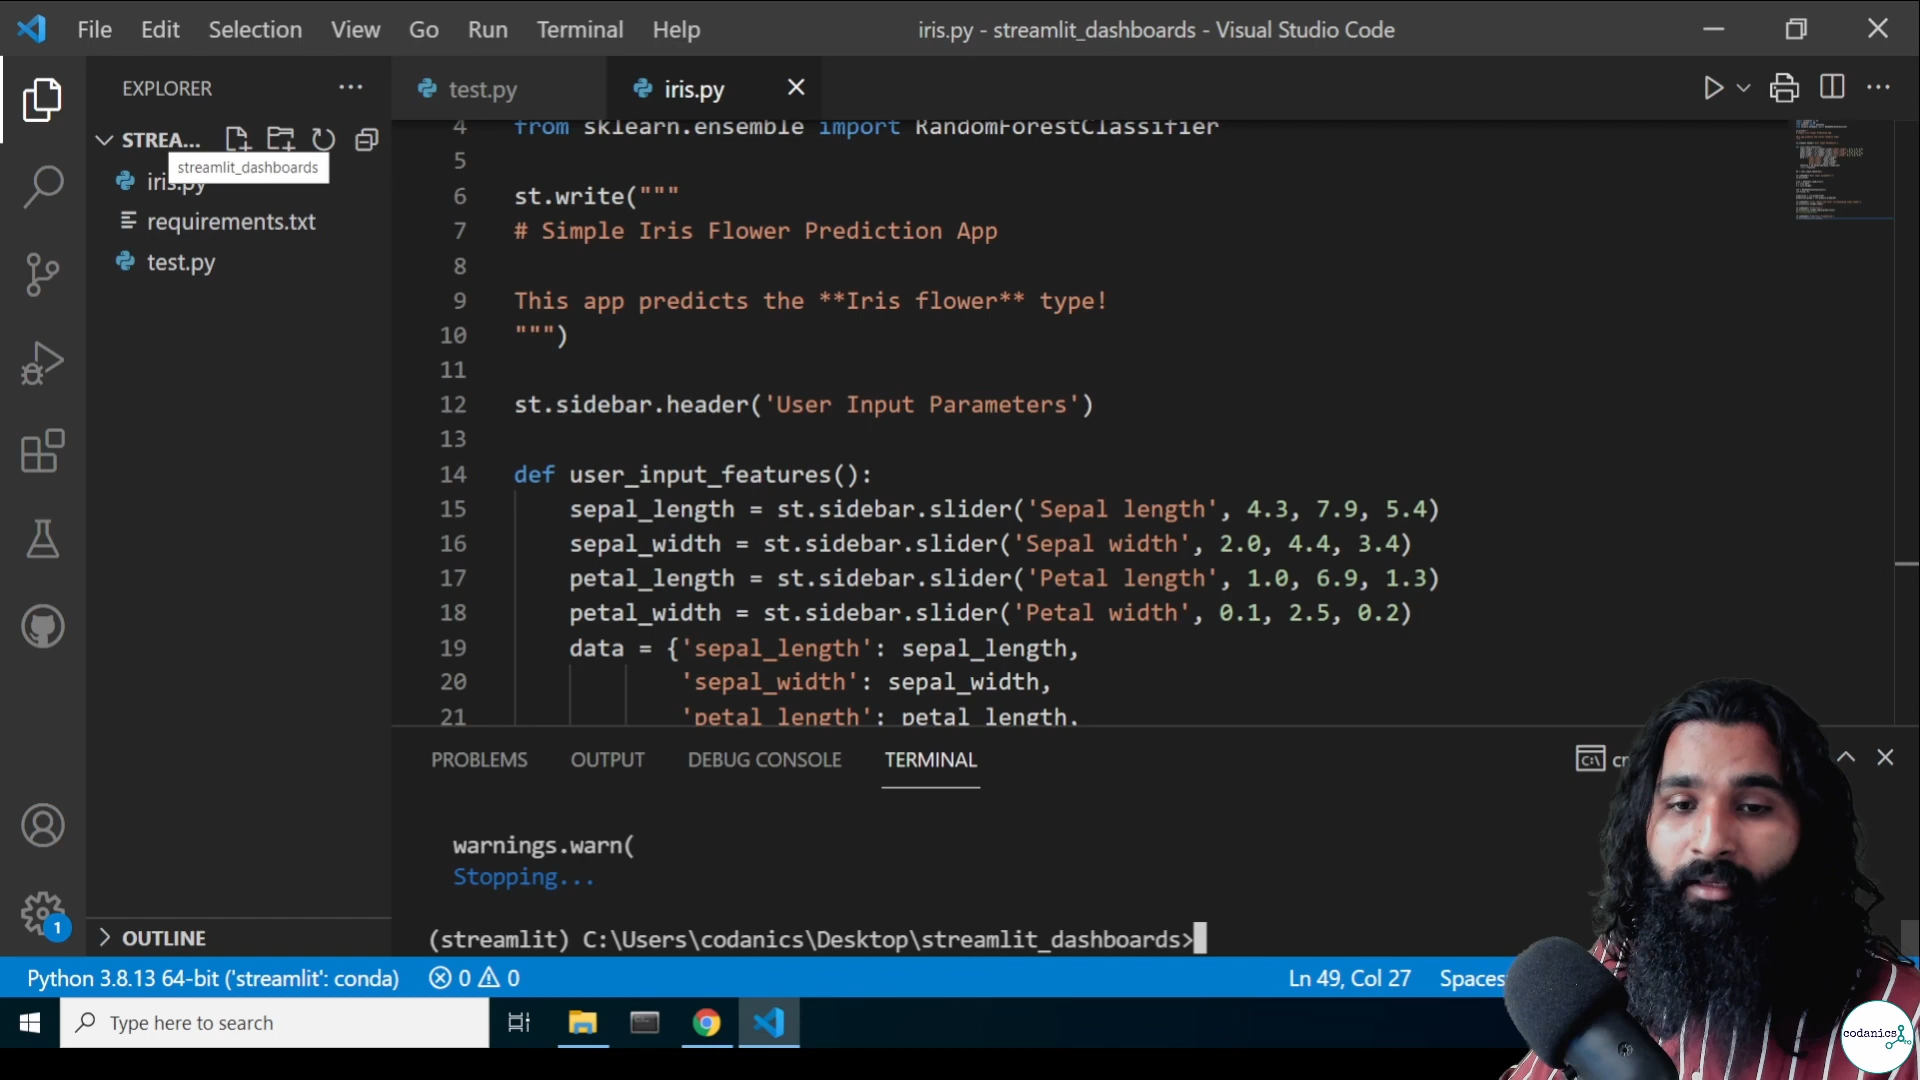 File Edit Selection View Go Run Terminal Help
iris.py - streamlit_dashboards - Visual Studio Code
EXPLORER
test.py
iris.py
STREA...
streamlit_dashboards
iris.py
requirements.txt
test.py
4 from sklearn.ensemble import RandomForestClassifier
5
6 st.write("""
7 # Simple Iris Flower Prediction App
8
9 This app predicts the **Iris flower** type!
10 """)
11
12 st.sidebar.header('User Input Parameters')
13
14 def user_input_features():
15 sepal_length = st.sidebar.slider('Sepal length', 4.3, 7.9, 5.4)
16 sepal_width = st.sidebar.slider('Sepal width', 2.0, 4.4, 3.4)
17 petal_length = st.sidebar.slider('Petal length', 1.0, 6.9, 1.3)
18 petal_width = st.sidebar.slider('Petal width', 0.1, 2.5, 0.2)
19 data = {'sepal_length': sepal_length,
20 'sepal_width': sepal_width,
21 'petal_length': petal_length,
PROBLEMS OUTPUT DEBUG CONSOLE TERMINAL
warnings.warn(
Stopping...
(streamlit) C:\Users\codanics\Desktop\streamlit_dashboards>
OUTLINE
1
Python 3.8.13 64-bit ('streamlit': conda) 0 0
Ln 49, Col 27 Spaces
Type here to search
codanics